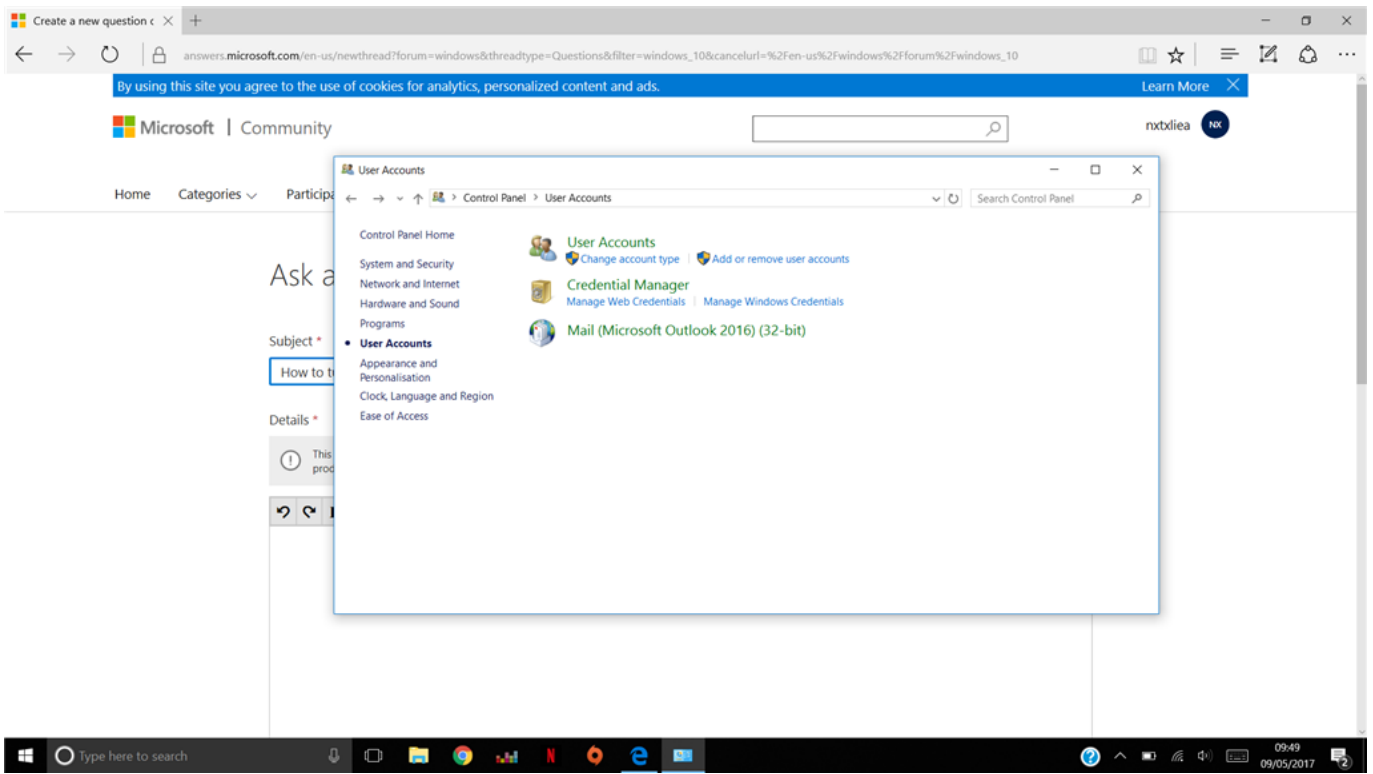 Create a new question c
answers.microsoft.com/en-us/newthread?forum=windows&threadtype=Questions&filter=windows_10&cancelurl=%2Fen-us%2Fwindows%2Fforum%2Fwindows_10
By using this site you agree to the use of cookies for analytics, personalized content and ads.
Learn More
Microsoft | Community
nxtxliea NX
Home Categories Participa
User Accounts
Control Panel > User Accounts
Search Control Panel
Control Panel Home
System and Security
Network and Internet
Hardware and Sound
Programs
User Accounts
Appearance and
Personalisation
Clock, Language and Region
Ease of Access
User Accounts
Change account type | Add or remove user accounts
Credential Manager
Manage Web Credentials | Manage Windows Credentials
Mail (Microsoft Outlook 2016) (32-bit)
Ask a
Subject *
How to t
Details *
This
prod
Type here to search
N
09:49
09/05/2017
2